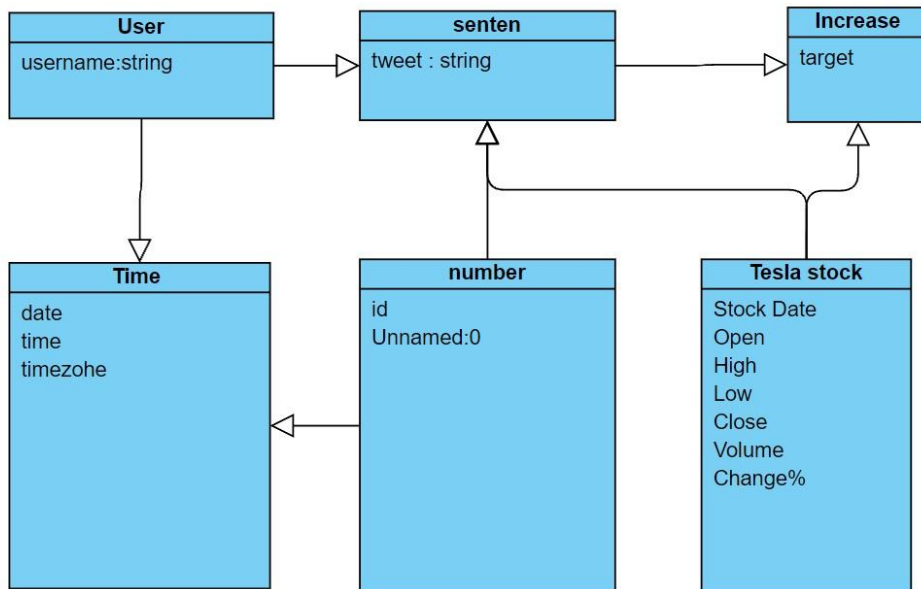 User
username:string
senten
tweet : string
Increase
target
Time
date
time
timezohe
number
id
Unnamed:0
Tesla stock
Stock Date
Open
High
Low
Close
Volume
Change%